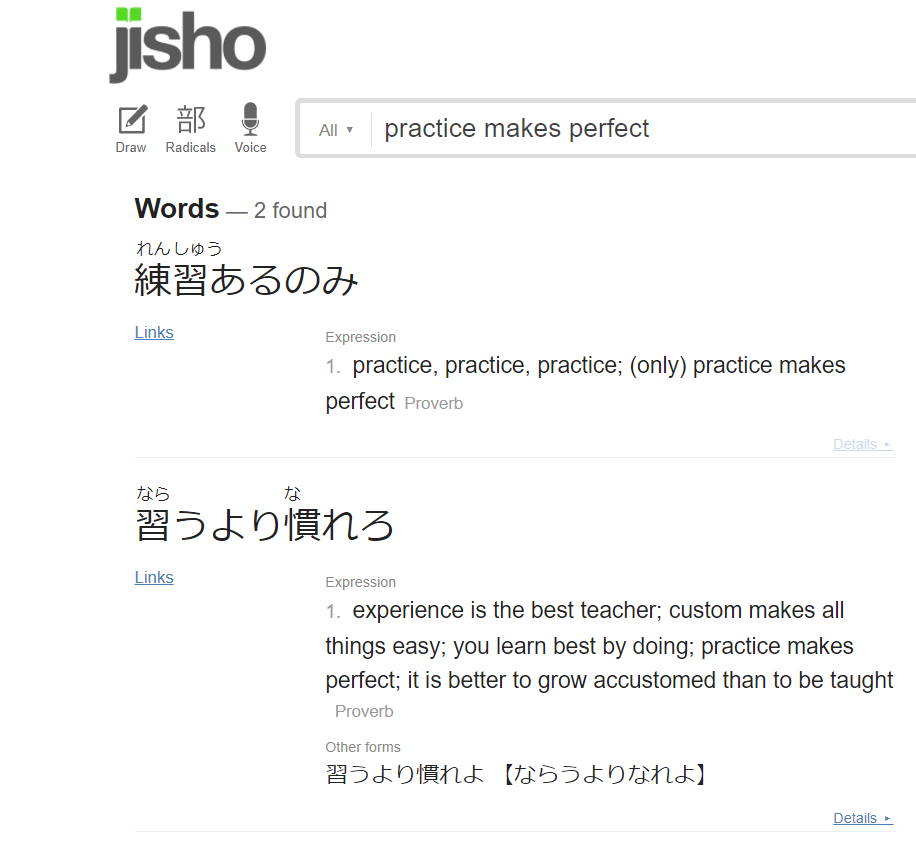 jisho
部
Draw Radicals Voice
All ▾ practice makes perfect
Words — 2 found
れんしゅう
練習あるのみ
Links
Expression
1. practice, practice, practice; (only) practice makes
perfect Proverb
Details ▸
なら な
習うより慣れろ
Links
Expression
1. experience is the best teacher; custom makes all
things easy; you learn best by doing; practice makes
perfect; it is better to grow accustomed than to be taught
Proverb
Other forms
習うより慣れよ 【ならうよりなれよ】
Details ▸